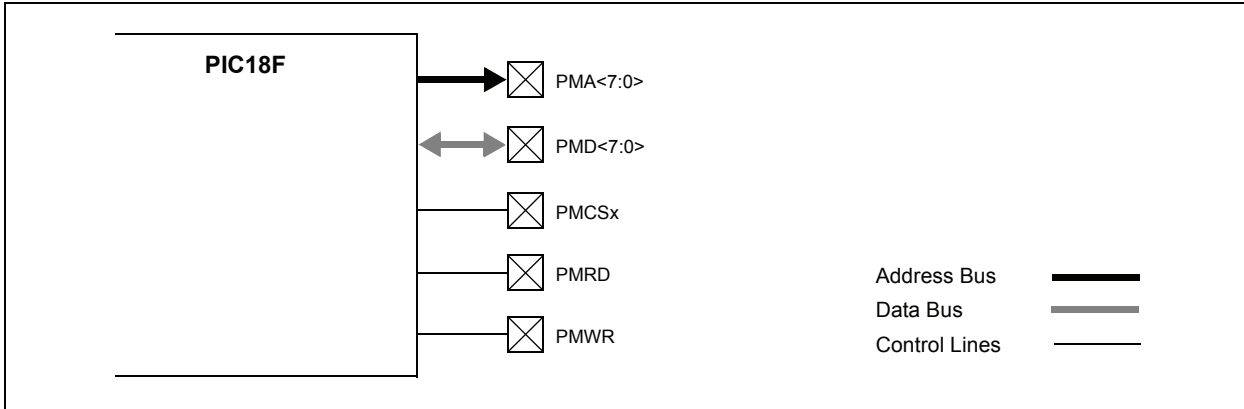 PIC18F
PMA<7:0>
PMD<7:0>
PMCSx
PMRD
PMWR
Address Bus
Data Bus
Control Lines